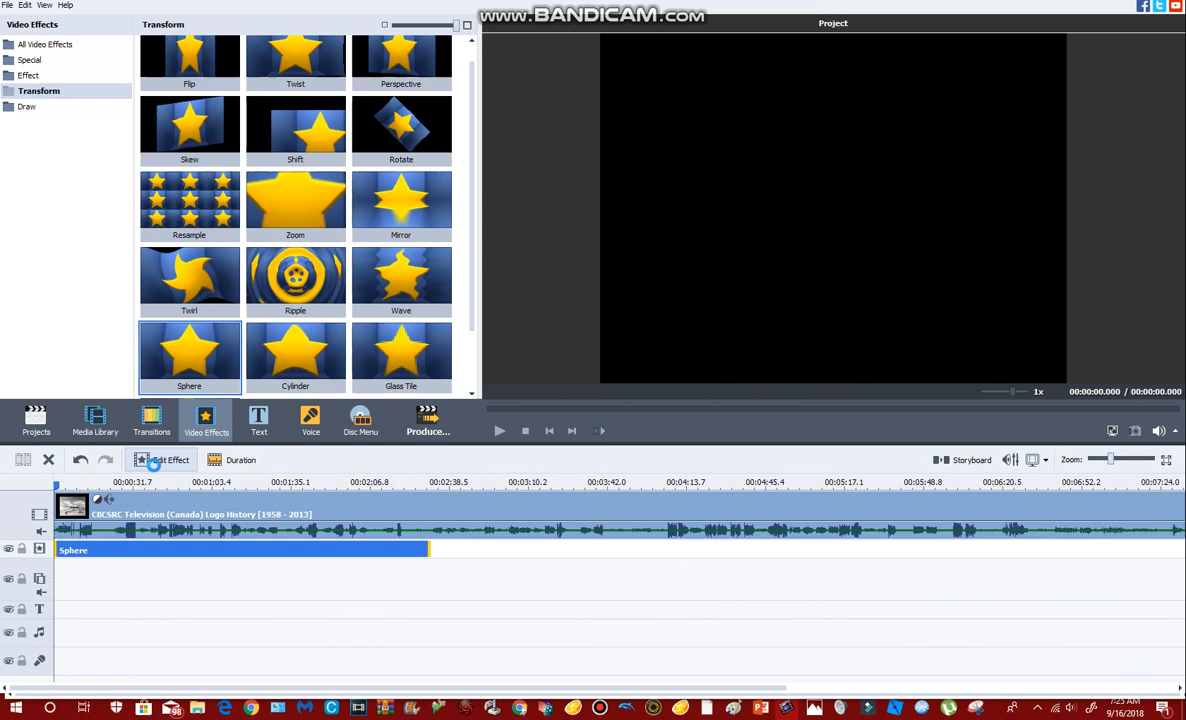 File Edit View Help
WWW.BANDICAM.COM
Video Effects
Transform
Project
All Video Effects
Special
Effect
Transform
Draw
Flip Twist Perspective
Skew Shift Rotate
Resample Zoom Mirror
Twirl Ripple Wave
Sphere Cylinder Glass Tile
1x 00:00:00.000 / 00:00:00.000
Projects Media Library Transitions Video Effects Text Voice Disc Menu Produce...
Edit Effect Duration Storyboard Zoom:
00:00:31.7 00:01:03.4 00:01:35.1 00:02:06.8 00:02:38.5 00:03:10.2 00:03:42.0 00:04:13.7 00:04:45.4 00:05:17.1 00:05:48.8 00:06:20.5 00:06:52.2 00:07:24.0
CBCSRC Television (Canada) Logo History [1958 - 2013]
Sphere
T
98
7:25 AM
9/16/2018
1